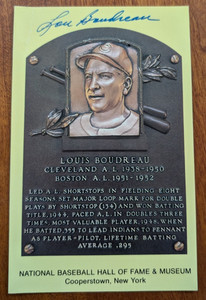 Lou Boudreau
LOUIS BOUDREAU
CLEVELAND A.L. 1938-1950
BOSTON A.L. 1951-1952
LED A.L. SHORTSTOPS IN FIELDING EIGHT
SEASONS. SET MAJOR LOOP MARK FOR DOUBLE
PLAYS BY SHORTSTOP (134) AND WON BATTING
TITLE, 1944. PACED A.L. IN DOUBLES THREE
TIMES. MOST VALUABLE PLAYER, 1948, WHEN
HE BATTED .355 TO LEAD INDIANS TO PENNANT
AS PLAYER-PILOT. LIFETIME BATTING
AVERAGE .295
NATIONAL BASEBALL HALL OF FAME & MUSEUM
Cooperstown, New York